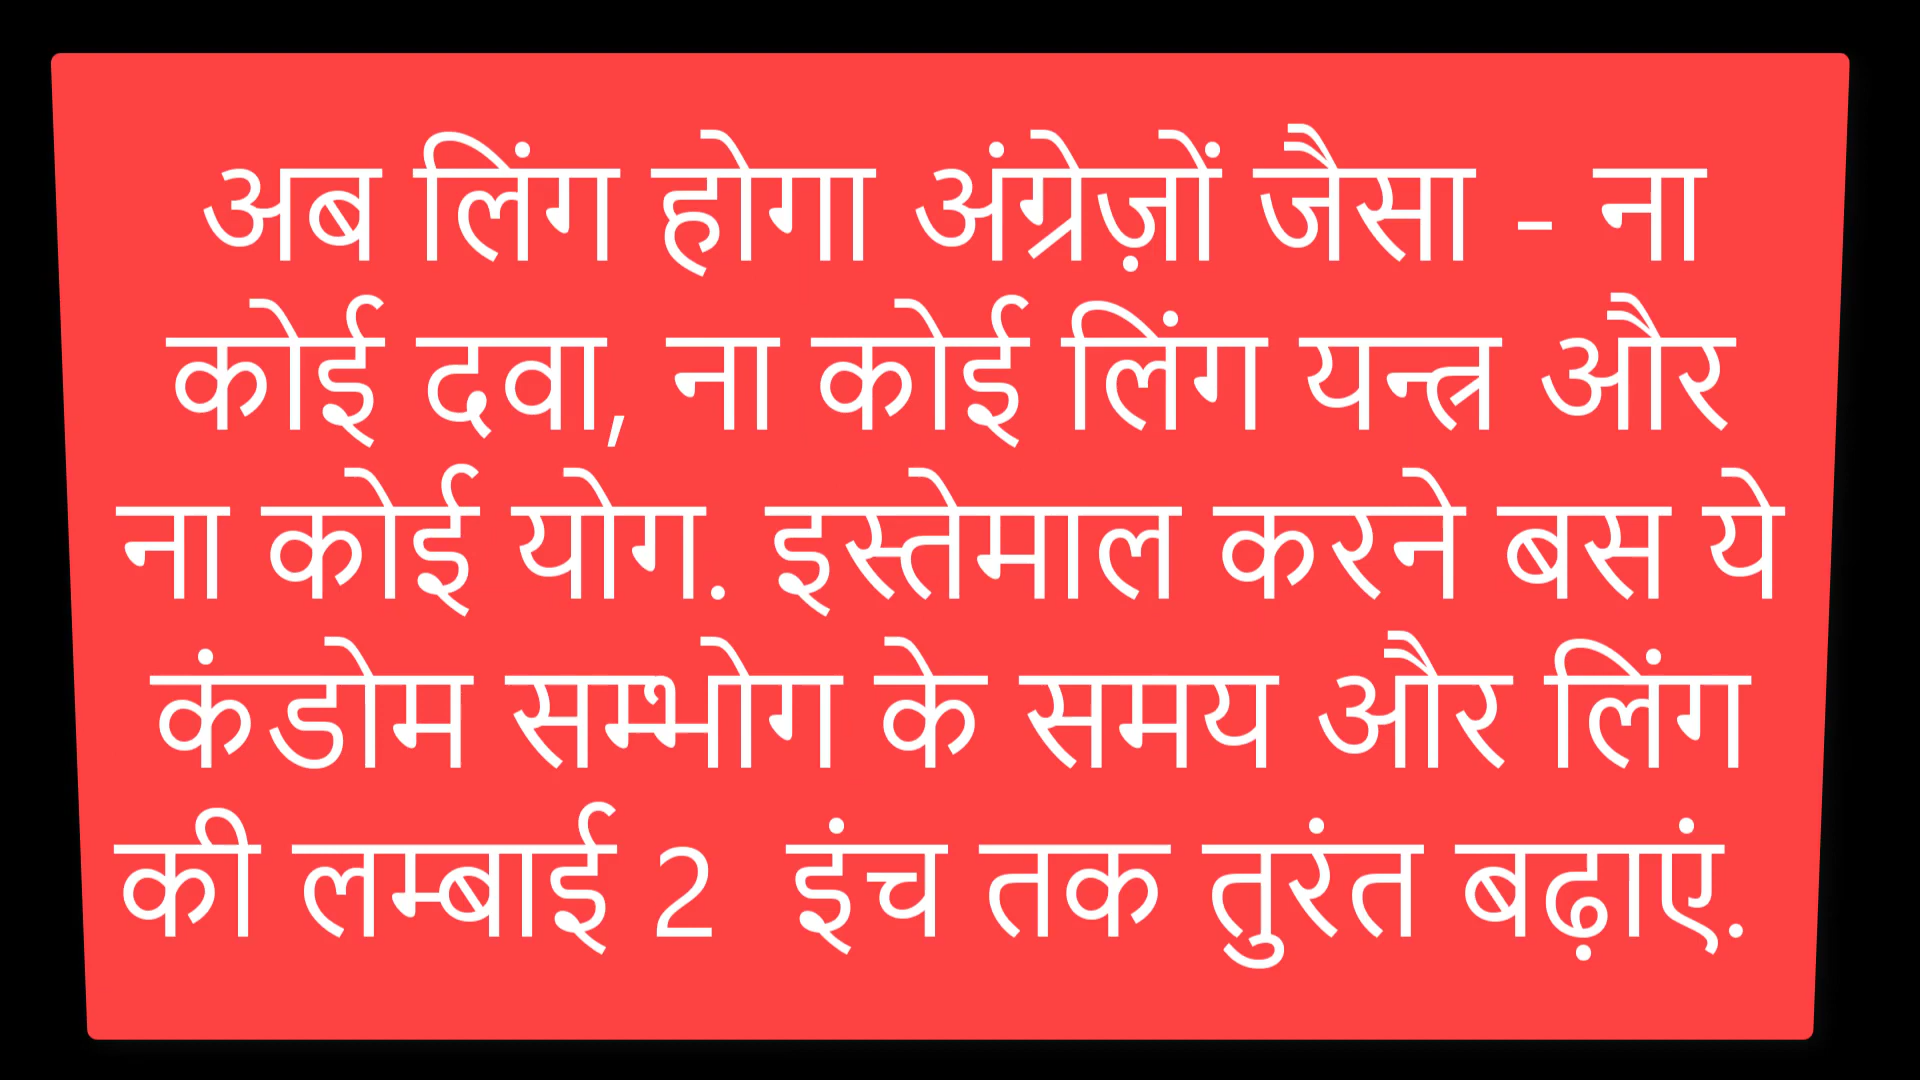 अब लिंग होगा अंग्रेज़ों जैसा - ना
कोई दवा, ना कोई लिंग यन्त्र और
ना कोई योग. इस्तेमाल करने बस ये
कंडोम सम्भोग के समय और लिंग
की लम्बाई 2  इंच तक तुरंत बढ़ाएं.